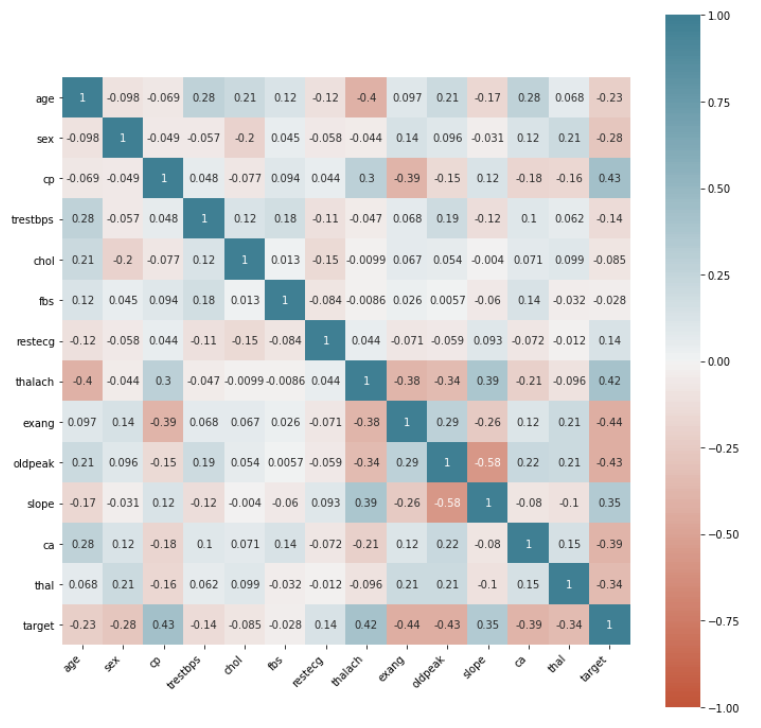 1.00
age 1 -0.098 -0.069 0.28 0.21 0.12 -0.12 -0.4 0.097 0.21 -0.17 0.28 0.068 -0.23
0.75
sex -0.098 1 -0.049 -0.057 -0.2 0.045 -0.058 -0.044 0.14 0.096 -0.031 0.12 0.21 -0.28
cp -0.069 -0.049 1 0.048 -0.077 0.094 0.044 0.3 -0.39 -0.15 0.12 -0.18 -0.16 0.43
0.50
trestbps 0.28 -0.057 0.048 1 0.12 0.18 -0.11 -0.047 0.068 0.19 -0.12 0.1 0.062 -0.14
chol 0.21 -0.2 -0.077 0.12 1 0.013 -0.15 -0.0099 0.067 0.054 -0.004 0.071 0.099 -0.085
0.25
fbs 0.12 0.045 0.094 0.18 0.013 1 -0.084 -0.0086 0.026 0.0057 -0.06 0.14 -0.032 -0.028
restecg -0.12 -0.058 0.044 -0.11 -0.15 -0.084 1 0.044 -0.071 -0.059 0.093 -0.072 -0.012 0.14
0.00
thalach -0.4 -0.044 0.3 -0.047 -0.0099 -0.0086 0.044 1 -0.38 -0.34 0.39 -0.21 -0.096 0.42
exang 0.097 0.14 -0.39 0.068 0.067 0.026 -0.071 -0.38 1 0.29 -0.26 0.12 0.21 -0.44
-0.25
oldpeak 0.21 0.096 -0.15 0.19 0.054 0.0057 -0.059 -0.34 0.29 1 -0.58 0.22 0.21 -0.43
slope -0.17 -0.031 0.12 -0.12 -0.004 -0.06 0.093 0.39 -0.26 -0.58 1 -0.08 -0.1 0.35
-0.50
ca 0.28 0.12 -0.18 0.1 0.071 0.14 -0.072 -0.21 0.12 0.22 -0.08 1 0.15 -0.39
thal 0.068 0.21 -0.16 0.062 0.099 -0.032 -0.012 -0.096 0.21 0.21 -0.1 0.15 1 -0.34
-0.75
target -0.23 -0.28 0.43 -0.14 -0.085 -0.028 0.14 0.42 -0.44 -0.43 0.35 -0.39 -0.34 1
age sex cp trestbps chol fbs restecg thalach exang oldpeak slope ca thal target
-1.00